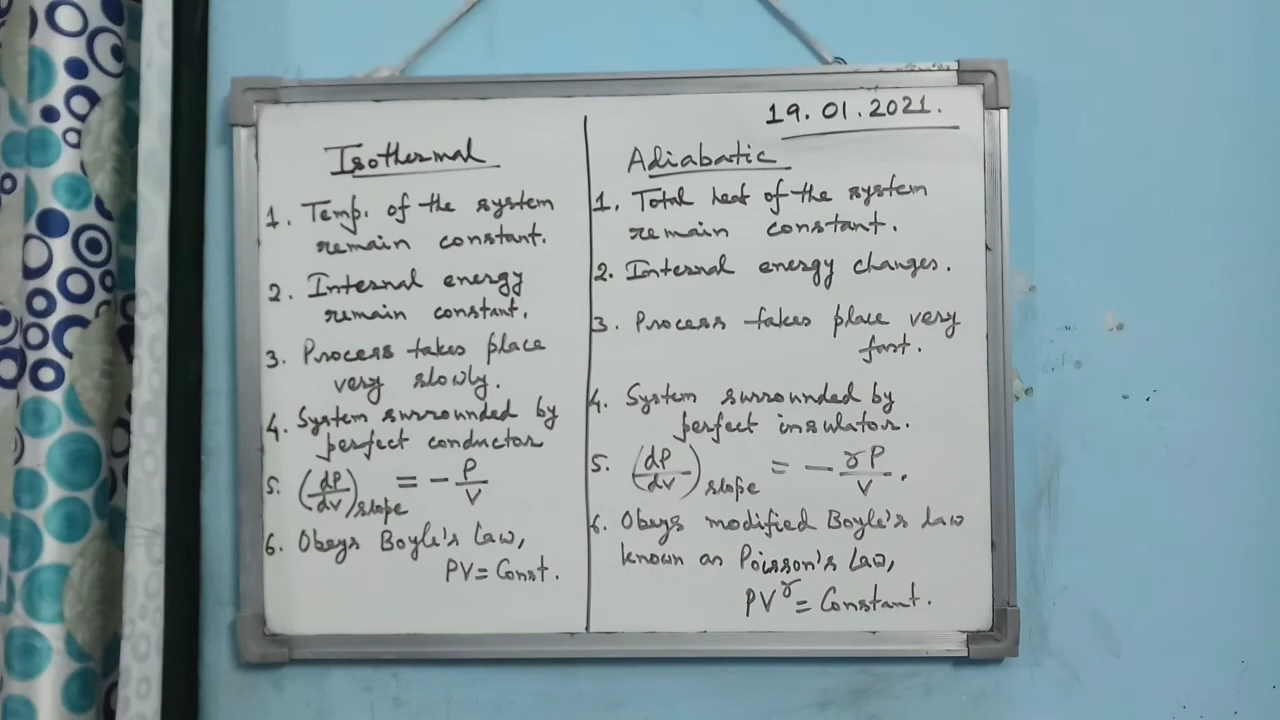 19.01.2021.
Isothermal
1. Temp. of the system
remain constant.
2. Internal energy
remain constant.
3. Process takes place
very slowly.
4. System surrounded by
perfect conductor
5. (dP/dV)slope = - P/V
6. Obeys Boyle's Law,
PV = Const.
Adiabatic
1. Total heat of the system
remain constant.
2. Internal energy changes.
3. Process takes place very
fast.
4. System surrounded by
perfect insulator.
5. (dP/dV)slope = - γP/V.
6. Obeys modified Boyle's Law
known as Poisson's Law,
PV^γ = Constant.